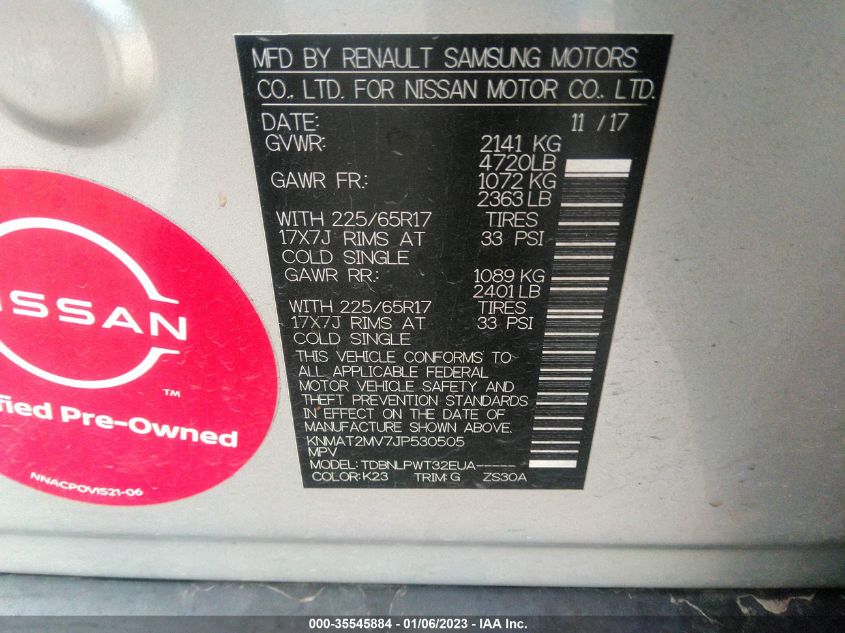 MFD BY RENAULT SAMSUNG MOTORS
CO., LTD. FOR NISSAN MOTOR CO., LTD.
DATE: 11 / 17
GVWR: 2141 KG
4720LB
GAWR FR.: 1072 KG
2363 LB
WITH 225/65R17 TIRES
17X7J RIMS AT 33 PSI
COLD SINGLE
GAWR RR.: 1089 KG
2401 LB
WITH 225/65R17 TIRES
17X7J RIMS AT 33 PSI
COLD SINGLE
THIS VEHICLE CONFORMS TO
ALL APPLICABLE FEDERAL
MOTOR VEHICLE SAFETY AND
THEFT PREVENTION STANDARDS
IN EFFECT ON THE DATE OF
MANUFACTURE SHOWN ABOVE.
KNMAT2MV7JP530505
MPV
MODEL: TDBNLPWT32EUA-----
COLOR: K23 TRIM: G ZS30A
ISSAN
TM
fied Pre-Owned
NNACPOVIS21-06
000-35545884 - 01/06/2023 - IAA Inc.